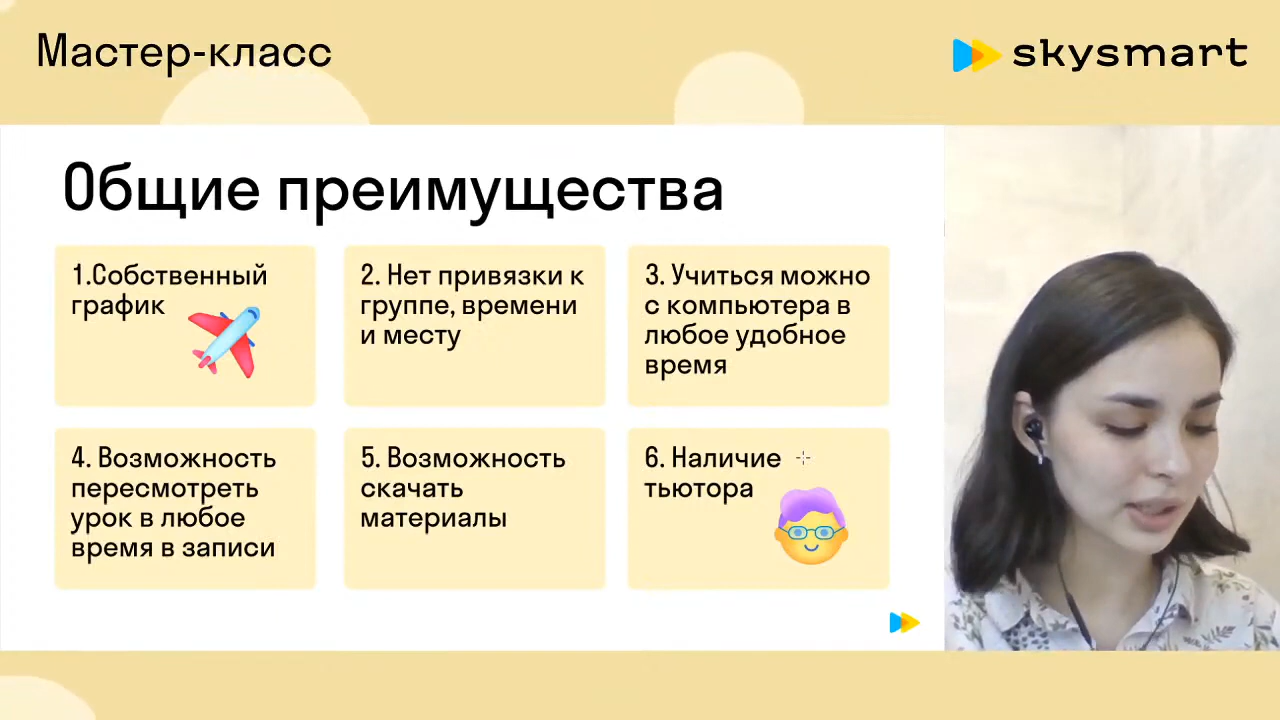 Мастер-класс
skysmart
Общие преимущества
1.Собственный
график
2. Нет привязки к
группе, времени
и месту
3. Учиться можно
с компьютера в
любое удобное
время
4. Возможность
пересмотреть
урок в любое
время в записи
5. Возможность
скачать
материалы
6. Наличие
тьютора